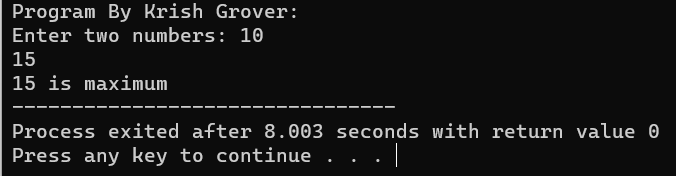 Program By Krish Grover:
Enter two numbers: 10
15
15 is maximum
--------------------------------
Process exited after 8.003 seconds with return value 0
Press any key to continue . . .